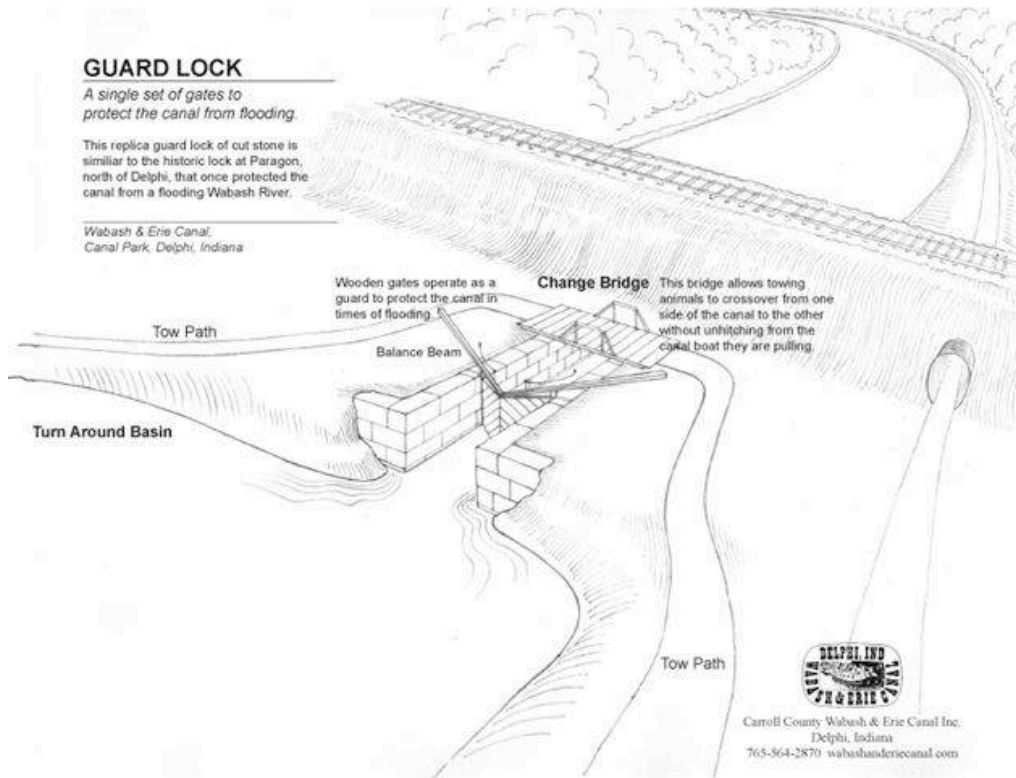 GUARD LOCK
A single set of gates to
protect the canal from flooding.
This replica guard lock of cut stone is
similiar to the historic lock at Paragon,
north of Delphi, that once protected the
canal from a flooding Wabash River.
Wabash & Erie Canal,
Canal Park, Delphi, Indiana
Wooden gates operate as a
guard to protect the canal in
times of flooding.
Change Bridge
This bridge allows towing
animals to crossover from one
side of the canal to the other
without unhitching from the
canal boat they are pulling.
Tow Path
Balance Beam
Turn Around Basin
Tow Path
DELPHI, IND
WABASH & ERIE CANAL
Carroll County Wabash & Erie Canal Inc.
Delphi, Indiana
765-564-2870 wabashanderiecanal.com